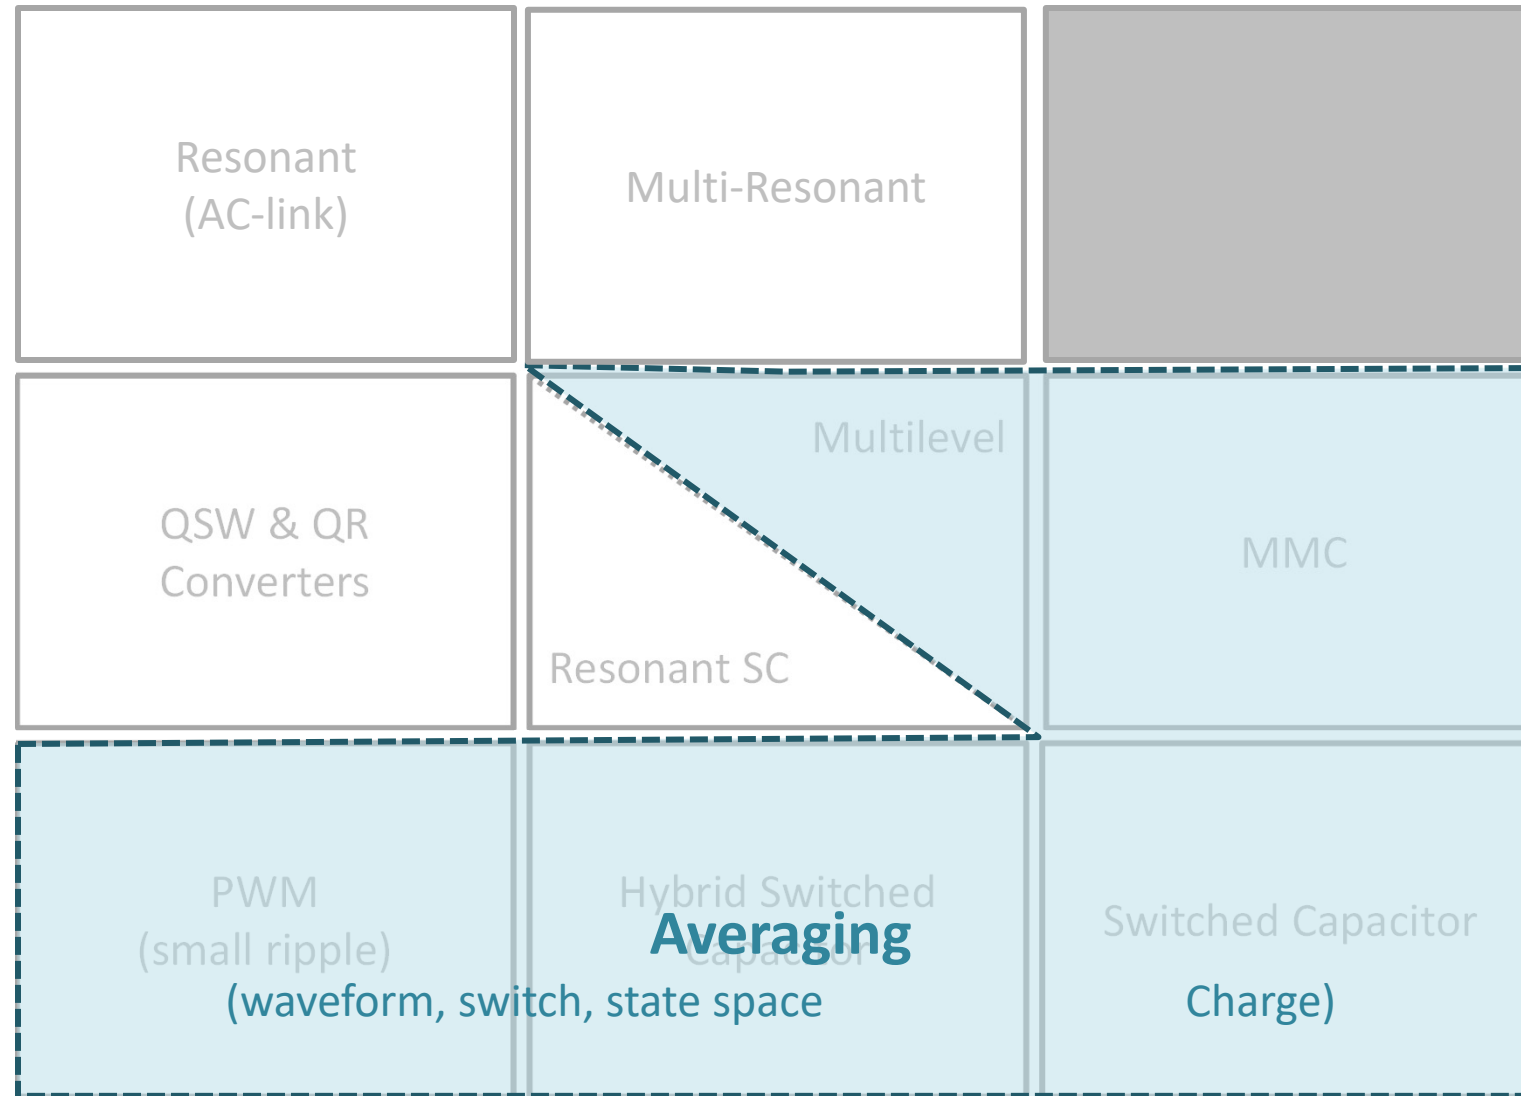 Resonant
(AC-link)
Multi-Resonant
Multilevel
QSW & QR
Converters
MMC
Resonant SC
PWM
(small ripple)
Hybrid Switched
Capacitor
Switched Capacitor
Averaging
(waveform, switch, state space
Charge)